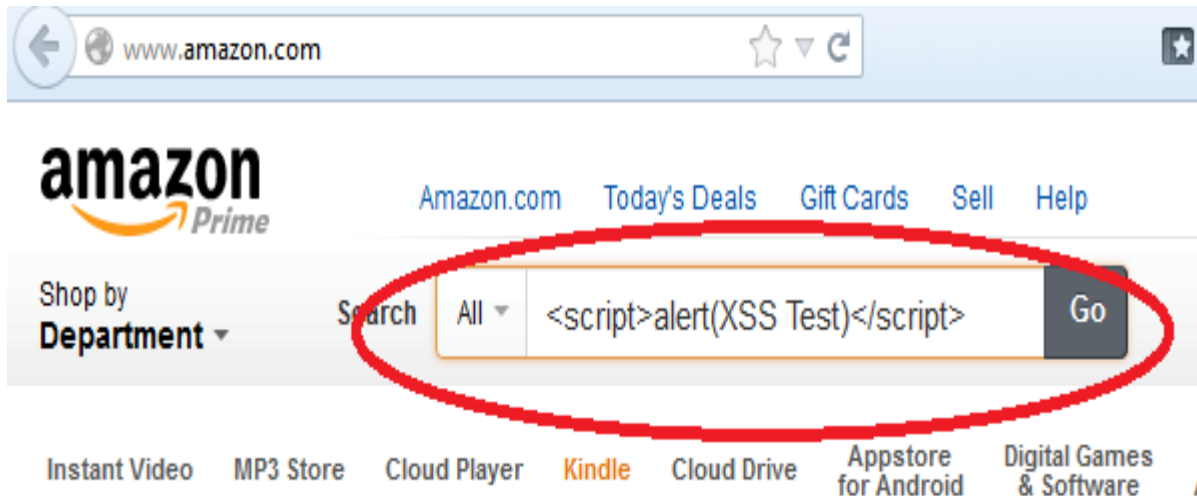 www.amazon.com
amazon
Prime
Amazon.com Today's Deals Gift Cards Sell Help
Shop by
Department
Search All <script>alert(XSS Test)</script> Go
Instant Video MP3 Store Cloud Player Kindle Cloud Drive Appstore for Android Digital Games & Software